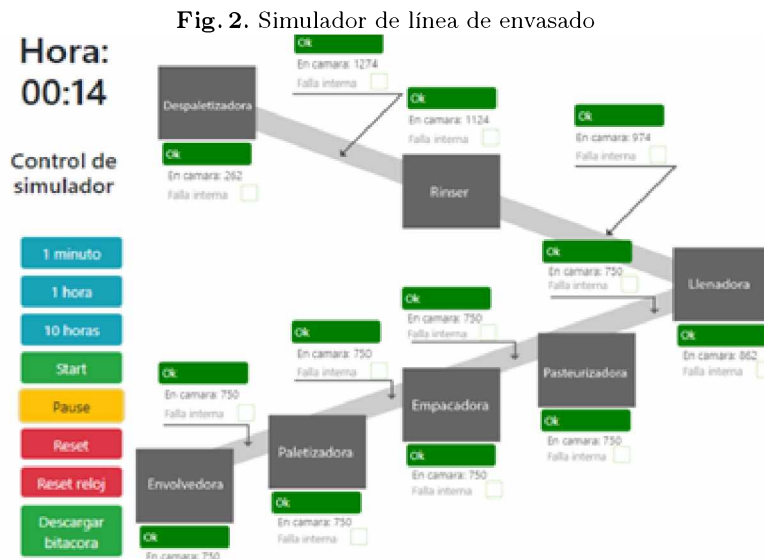 Fig. 2. Simulador de línea de envasado
Hora:
00:14
Control de
simulador
1 minuto
1 hora
10 horas
Start
Pause
Reset
Reset reloj
Descargar
bitacora
Ok
En camara: 1274
Falla interna
Despaletizadora
Ok
En camara: 262
Falla interna
Ok
En camara: 1124
Falla interna
Rinser
Ok
En camara: 974
Falla interna
Llenadora
Ok
En camara: 862
Falla interna
Ok
En camara: 750
Falla interna
Pasteurizadora
Ok
En camara: 750
Falla interna
Ok
En camara: 750
Falla interna
Empacadora
Ok
En camara: 750
Falla interna
Ok
En camara: 750
Falla interna
Paletizadora
Ok
En camara: 750
Falla interna
Ok
En camara: 750
Falla interna
Envolvedora
Ok
En camara: 750